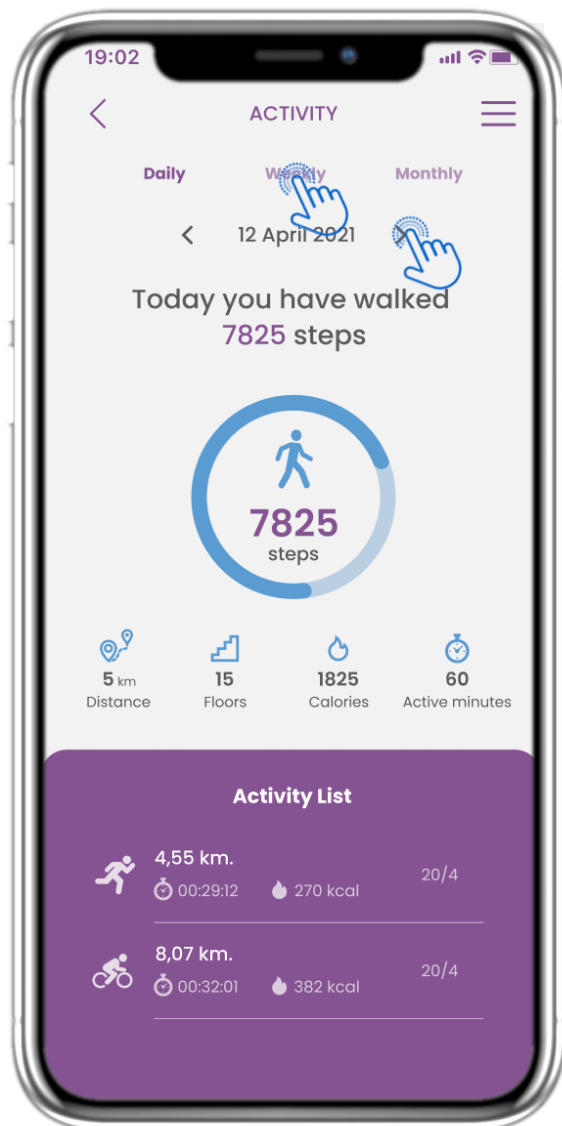 19:02
ACTIVITY
Daily Weekly Monthly
12 April 2021
Today you have walked
7825 steps
7825
steps
5 km 15 1825 60
Distance Floors Calories Active minutes
Activity List
4,55 km.
00:29:12 270 kcal 20/4
8,07 km.
00:32:01 382 kcal 20/4